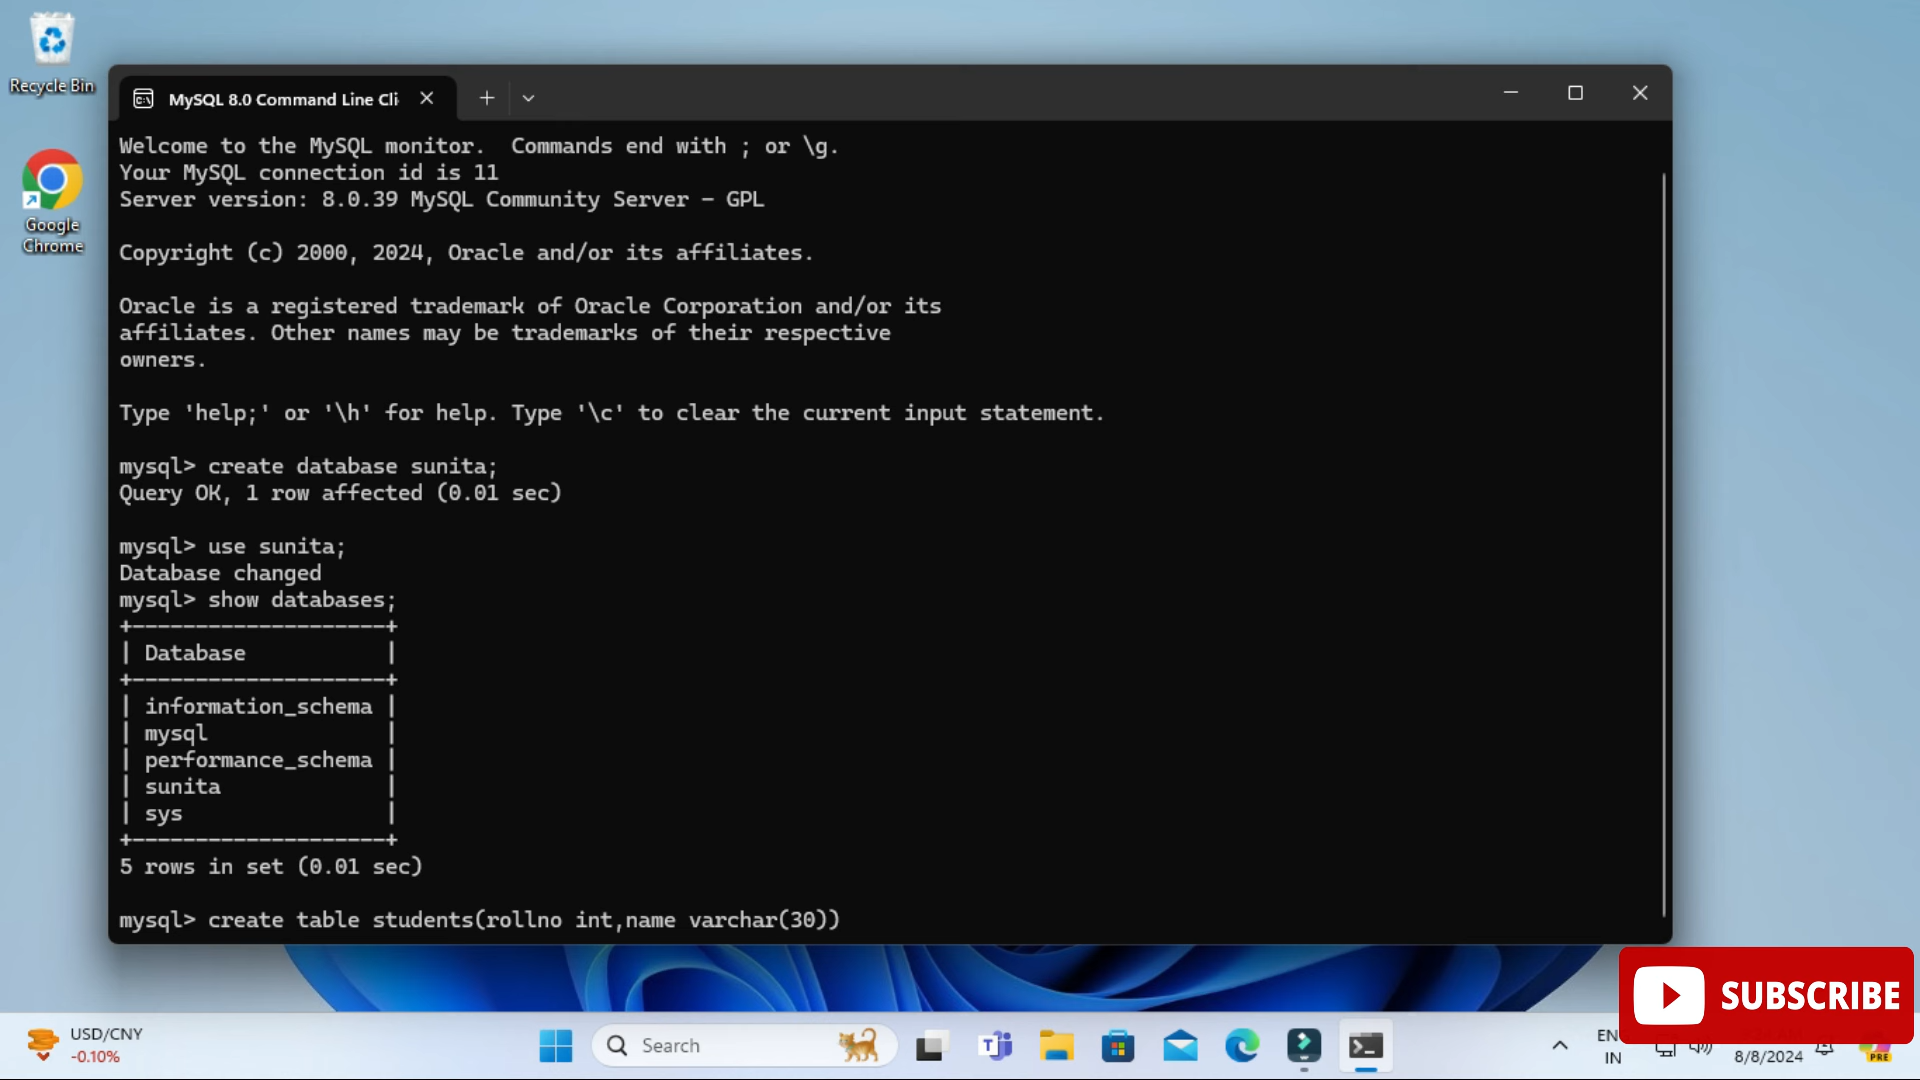 Recycle Bin
Google
Chrome
MySQL 8.0 Command Line Cli
Welcome to the MySQL monitor.  Commands end with ; or \g.
Your MySQL connection id is 11
Server version: 8.0.39 MySQL Community Server - GPL
Copyright (c) 2000, 2024, Oracle and/or its affiliates.
Oracle is a registered trademark of Oracle Corporation and/or its
affiliates. Other names may be trademarks of their respective
owners.
Type 'help;' or '\h' for help. Type '\c' to clear the current input statement.
mysql> create database sunita;
Query OK, 1 row affected (0.01 sec)
mysql> use sunita;
Database changed
mysql> show databases;
+--------------------+
| Database           |
+--------------------+
| information_schema |
| mysql              |
| performance_schema |
| sunita             |
| sys                |
+--------------------+
5 rows in set (0.01 sec)
mysql> create table students(rollno int,name varchar(30))
SUBSCRIBE
USD/CNY
-0.10%
Search
IN
8/8/2024
PRE